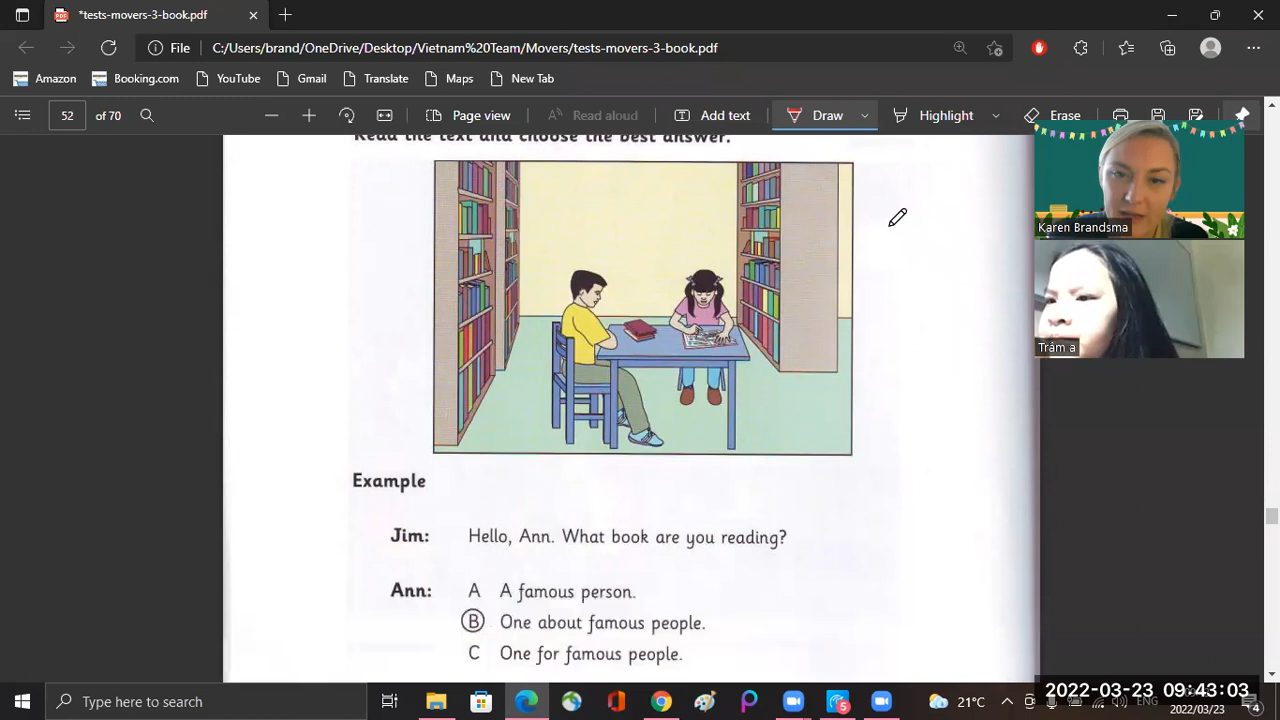 *tests-movers-3-book.pdf
File
C:/Users/brand/OneDrive/Desktop/Vietnam%20Team/Movers/tests-movers-3-book.pdf
Amazon
Booking.com
YouTube
Gmail
Translate
Maps
New Tab
52
of 70
Page view
Read aloud
Add text
Draw
Highlight
Erase
Read the text and choose the best answer.
Karen Brandsma
Trâm a
Example
Jim: Hello, Ann. What book are you reading?
Ann: A A famous person.
B One about famous people.
C One for famous people.
Type here to search
5
21°C
ENG
2022-03-23 09:43:03
2022/03/23
4